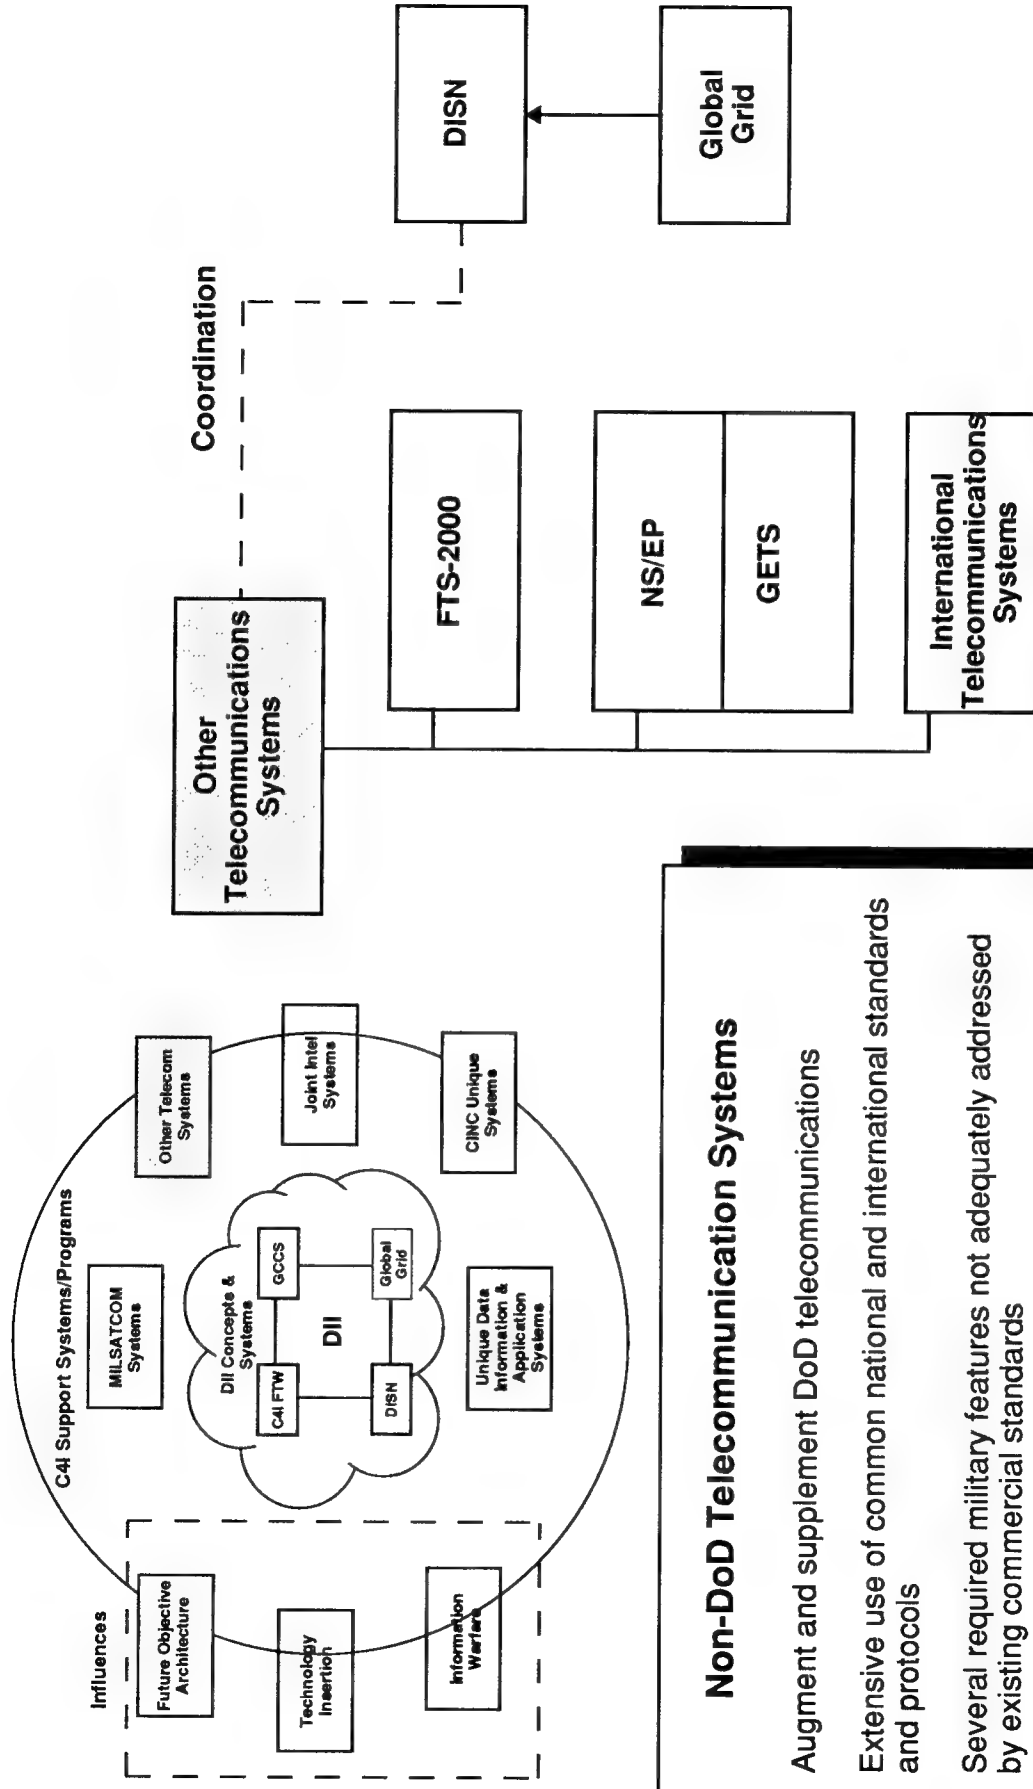 C4I Support Systems/Programs
Influences
Future Objective
Architecture
Technology
Insertion
Information
Warfare
MILSATCOM
Systems
Other Telecom
Systems
Joint Intel
Systems
CINC Unique
Systems
Unique Data
Information &
Application
Systems
DII Concepts &
Systems
C4I FTW
GCCS
DII
DISN
Global
Grid
Other
Telecommunications
Systems
Coordination
DISN
Global
Grid
FTS-2000
NS/EP
GETS
International
Telecommunications
Systems
Non-DoD Telecommunication Systems
Augment and supplement DoD telecommunications
Extensive use of common national and international standards
and protocols
Several required military features not adequately addressed
by existing commercial standards